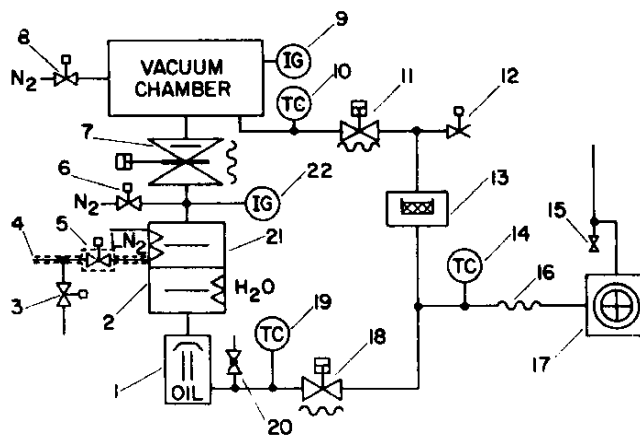 8
9
N₂
VACUUM
CHAMBER
IG
10
TC
11
12
7
6
N₂
22
IG
13
5
4
LN₂
21
14
15
TC
3
2
H₂O
19
TC
16
18
1
OIL
20
17